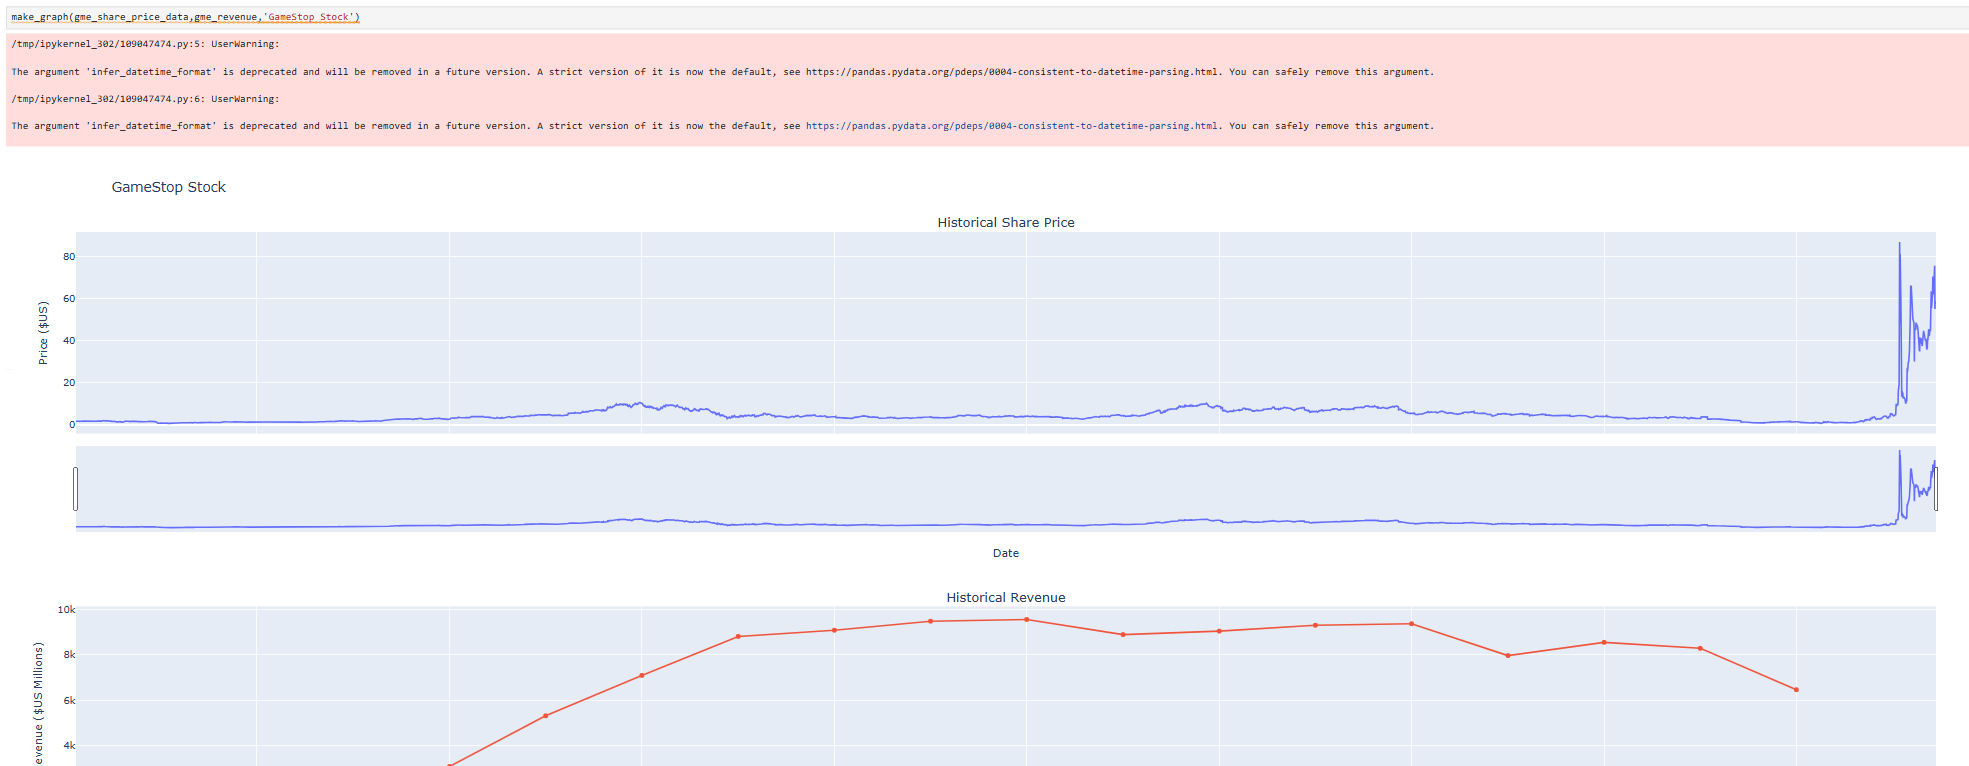 make_graph(gme_share_price_data,gme_revenue,'GameStop Stock')
/tmp/ipykernel_302/109047474.py:5: UserWarning:
The argument 'infer_datetime_format' is deprecated and will be removed in a future version. A strict version of it is now the default, see https://pandas.pydata.org/pdeps/0004-consistent-to-datetime-parsing.html. You can safely remove this argument.
/tmp/ipykernel_302/109047474.py:6: UserWarning:
The argument 'infer_datetime_format' is deprecated and will be removed in a future version. A strict version of it is now the default, see https://pandas.pydata.org/pdeps/0004-consistent-to-datetime-parsing.html. You can safely remove this argument.
GameStop Stock
Historical Share Price
80
60
40
20
0
Price ($US)
Date
Historical Revenue
10k
8k
6k
4k
evenue ($US Millions)